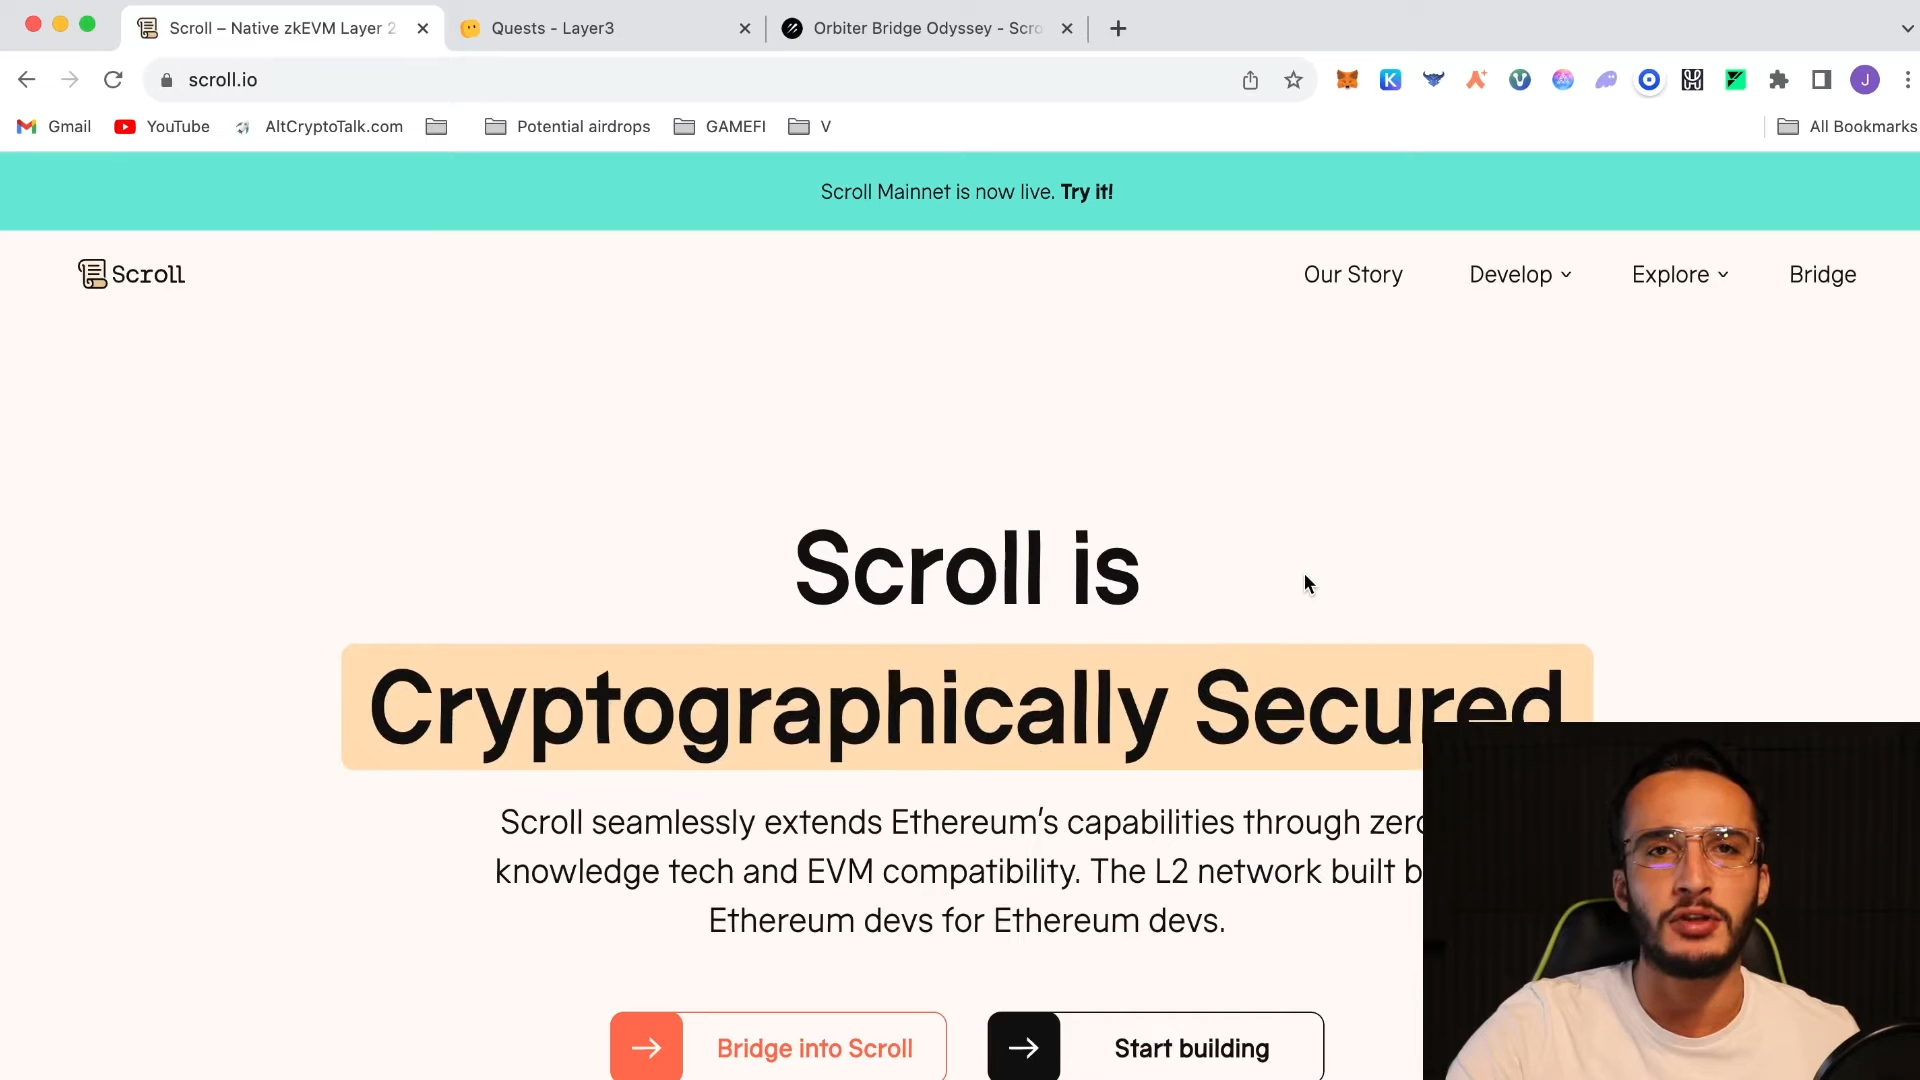 Scroll – Native zkEVM Layer 2
Quests - Layer3
Orbiter Bridge Odyssey - Scro
scroll.io
J
Gmail
YouTube
AltCryptoTalk.com
Potential airdrops
GAMEFI
V
All Bookmarks
Scroll Mainnet is now live. Try it!
Scroll
Our Story
Develop
Explore
Bridge
Scroll is
Cryptographically Secured
Scroll seamlessly extends Ethereum's capabilities through zero
knowledge tech and EVM compatibility. The L2 network built b
Ethereum devs for Ethereum devs.
Bridge into Scroll
Start building